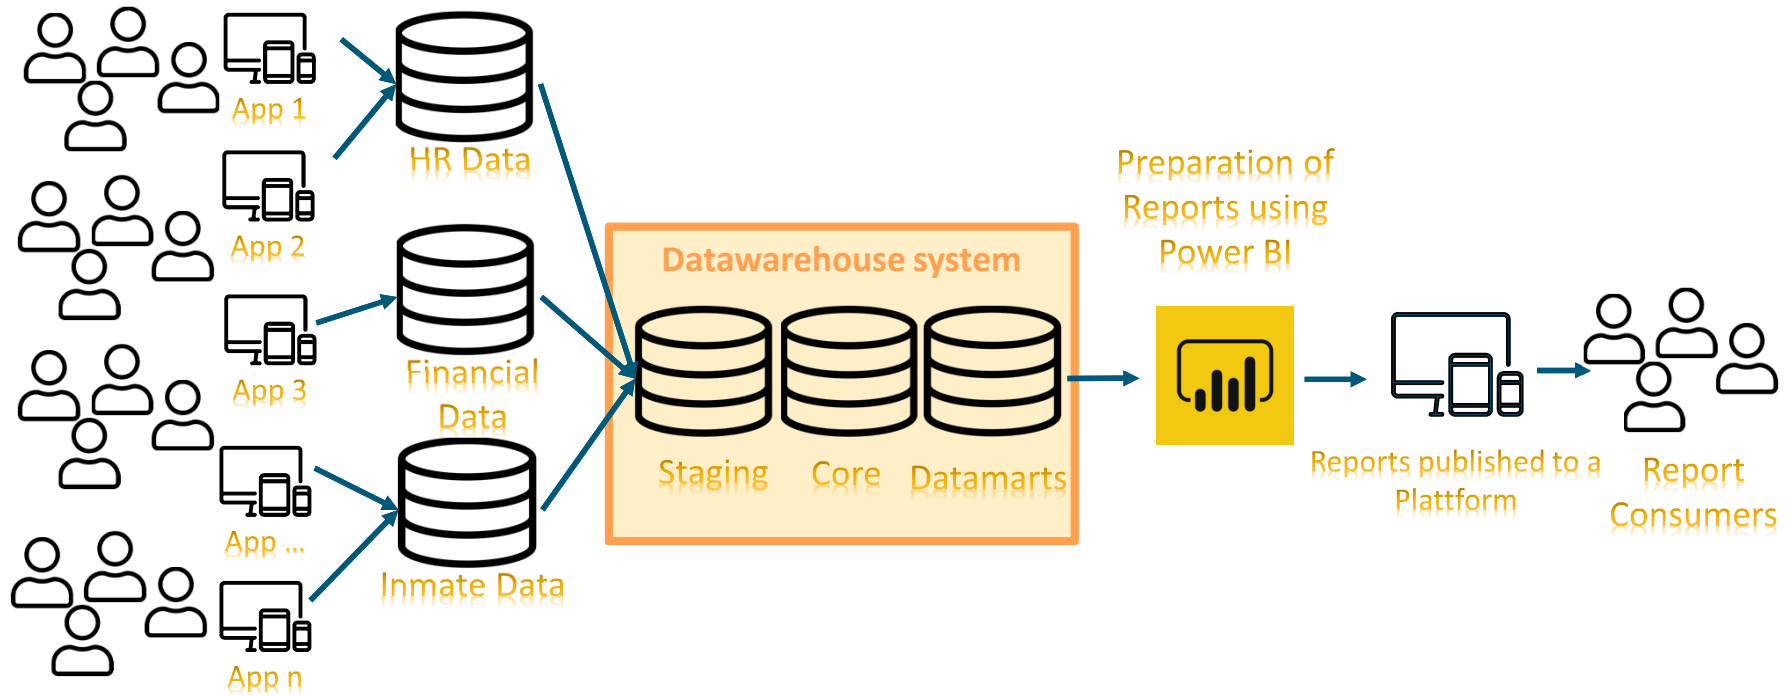 App 1
App 2
App 3
App ...
App n
HR Data
Financial
Data
Inmate Data
Datawarehouse system
Staging
Core
Datamarts
Preparation of
Reports using
Power BI
Reports published to a
Plattform
Report
Consumers